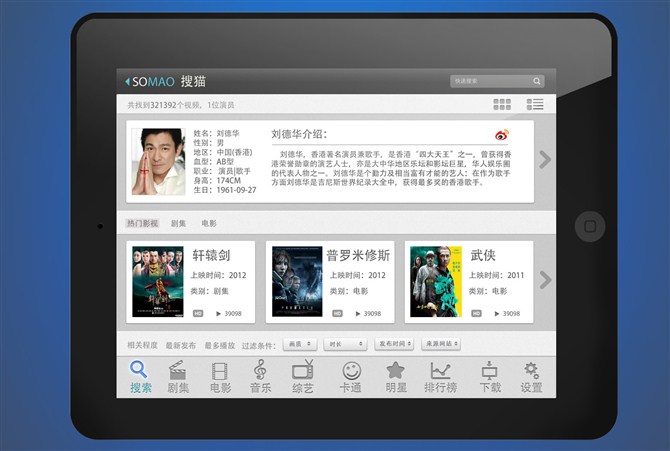 SOMAO 搜猫
快速搜索
共找到321392个视频，1位演员
姓名：刘德华
性别：男
地区：中国(香港)
血型：AB型
职业：演员|歌手
身高：174CM
生日：1961-09-27
刘德华介绍：
刘德华，香港著名演员兼歌手，是香港“四大天王”之一，曾获得香
港荣誉勋章的演艺人士，亦是大中华地区乐坛和影坛巨星，华人娱乐圈
的代表人物之一。刘德华是个勤力及相当富有才能的艺人：在作为歌手
方面刘德华是吉尼斯世界纪录大全中，获得最多奖的香港歌手。
热门影视 剧集 电影
轩辕剑
上映时间：2012
类别：剧集
HD 39098
普罗米修斯
上映时间：2012
类别：电影
HD 39098
武侠
上映时间：2011
类别：电影
HD 39098
相关程度 最新发布 最多播放 过滤条件： 画质 时长 发布时间 来源网站
搜索 剧集 电影 音乐 综艺 卡通 明星 排行榜 下载 设置